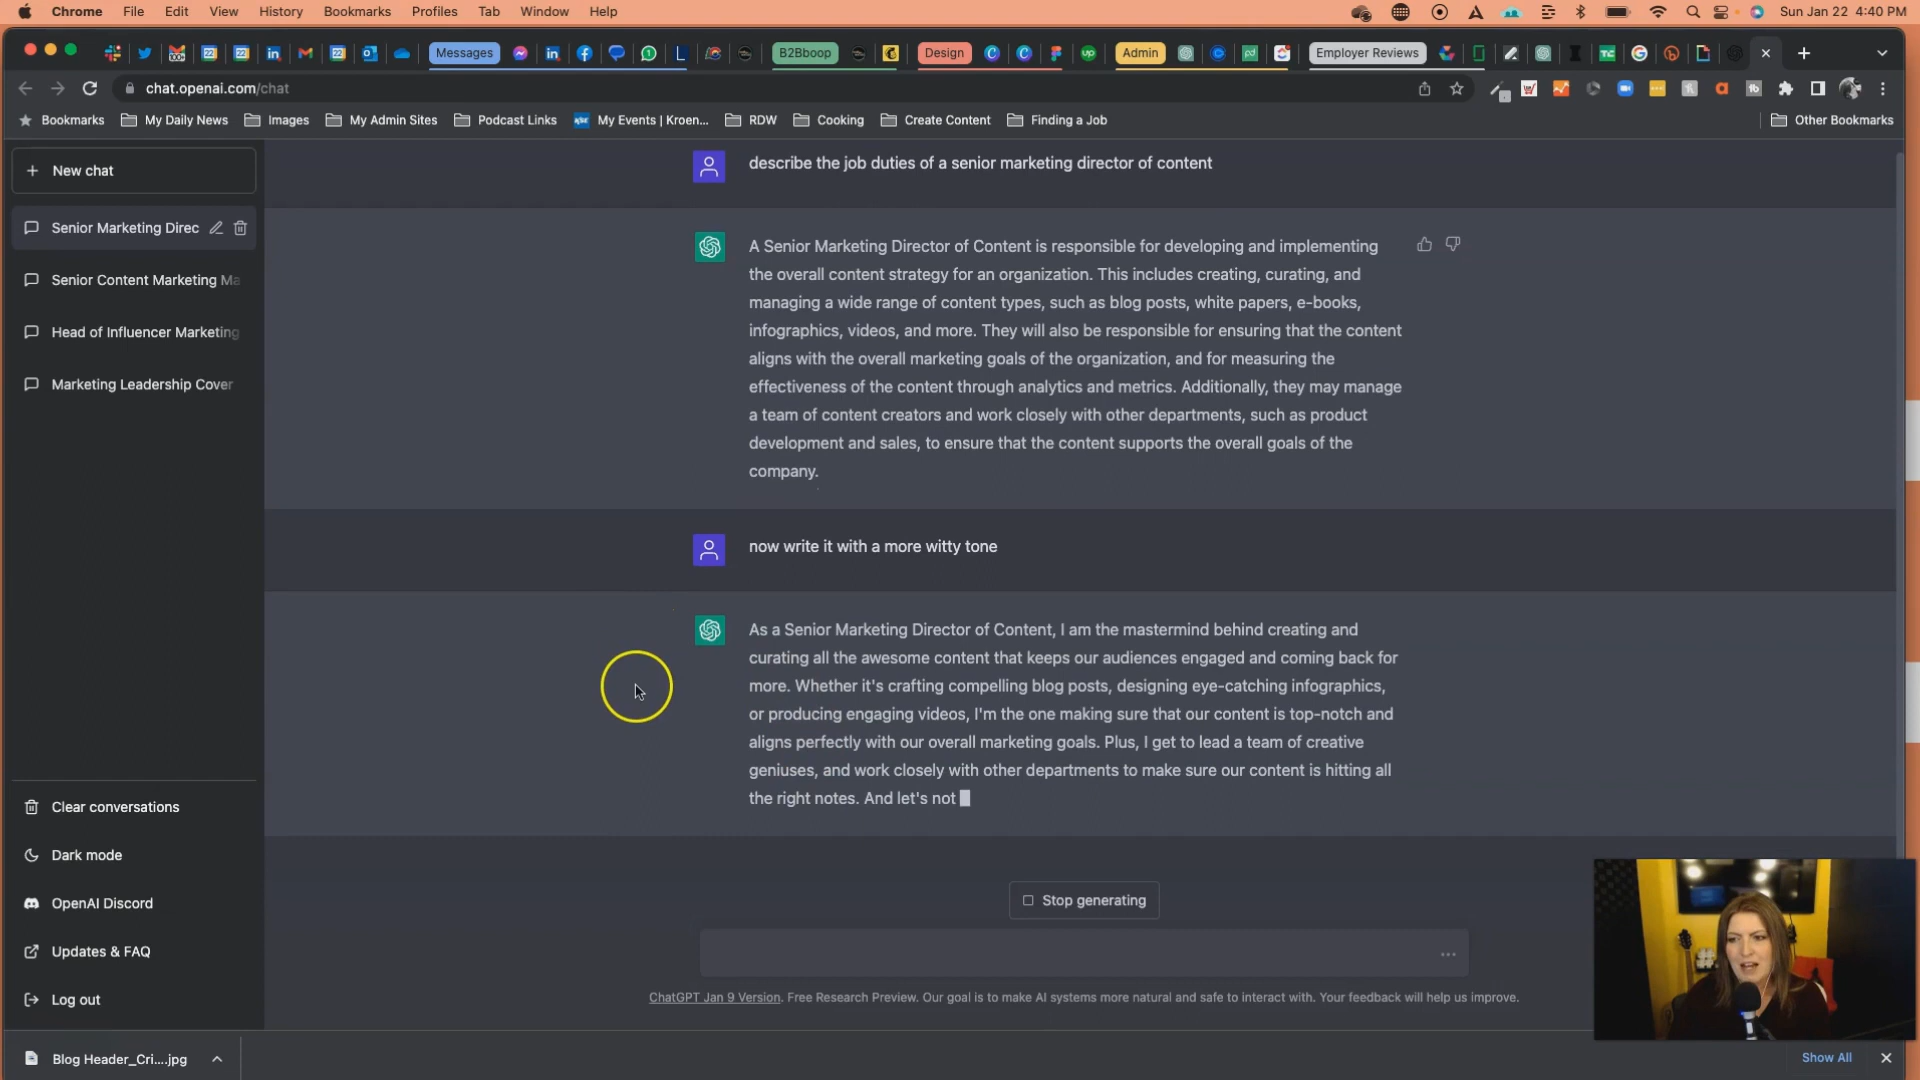 Chrome File Edit View History Bookmarks Profiles Tab Window Help Sun Jan 22 4:40 PM
Messages B2Bboop Design Admin Employer Reviews
chat.openai.com/chat
Bookmarks My Daily News Images My Admin Sites Podcast Links My Events | Kroen... RDW Cooking Create Content Finding a Job Other Bookmarks
New chat
Senior Marketing Direc
Senior Content Marketing Ma
Head of Influencer Marketing
Marketing Leadership Cover
Clear conversations
Dark mode
OpenAI Discord
Updates & FAQ
Log out
describe the job duties of a senior marketing director of content
A Senior Marketing Director of Content is responsible for developing and implementing
the overall content strategy for an organization. This includes creating, curating, and
managing a wide range of content types, such as blog posts, white papers, e-books,
infographics, videos, and more. They will also be responsible for ensuring that the content
aligns with the overall marketing goals of the organization, and for measuring the
effectiveness of the content through analytics and metrics. Additionally, they may manage
a team of content creators and work closely with other departments, such as product
development and sales, to ensure that the content supports the overall goals of the
company.
now write it with a more witty tone
As a Senior Marketing Director of Content, I am the mastermind behind creating and
curating all the awesome content that keeps our audiences engaged and coming back for
more. Whether it's crafting compelling blog posts, designing eye-catching infographics,
or producing engaging videos, I'm the one making sure that our content is top-notch and
aligns perfectly with our overall marketing goals. Plus, I get to lead a team of creative
geniuses, and work closely with other departments to make sure our content is hitting all
the right notes. And let's not
Stop generating
ChatGPT Jan 9 Version. Free Research Preview. Our goal is to make AI systems more natural and safe to interact with. Your feedback will help us improve.
Blog Header_Cri....jpg
Show All